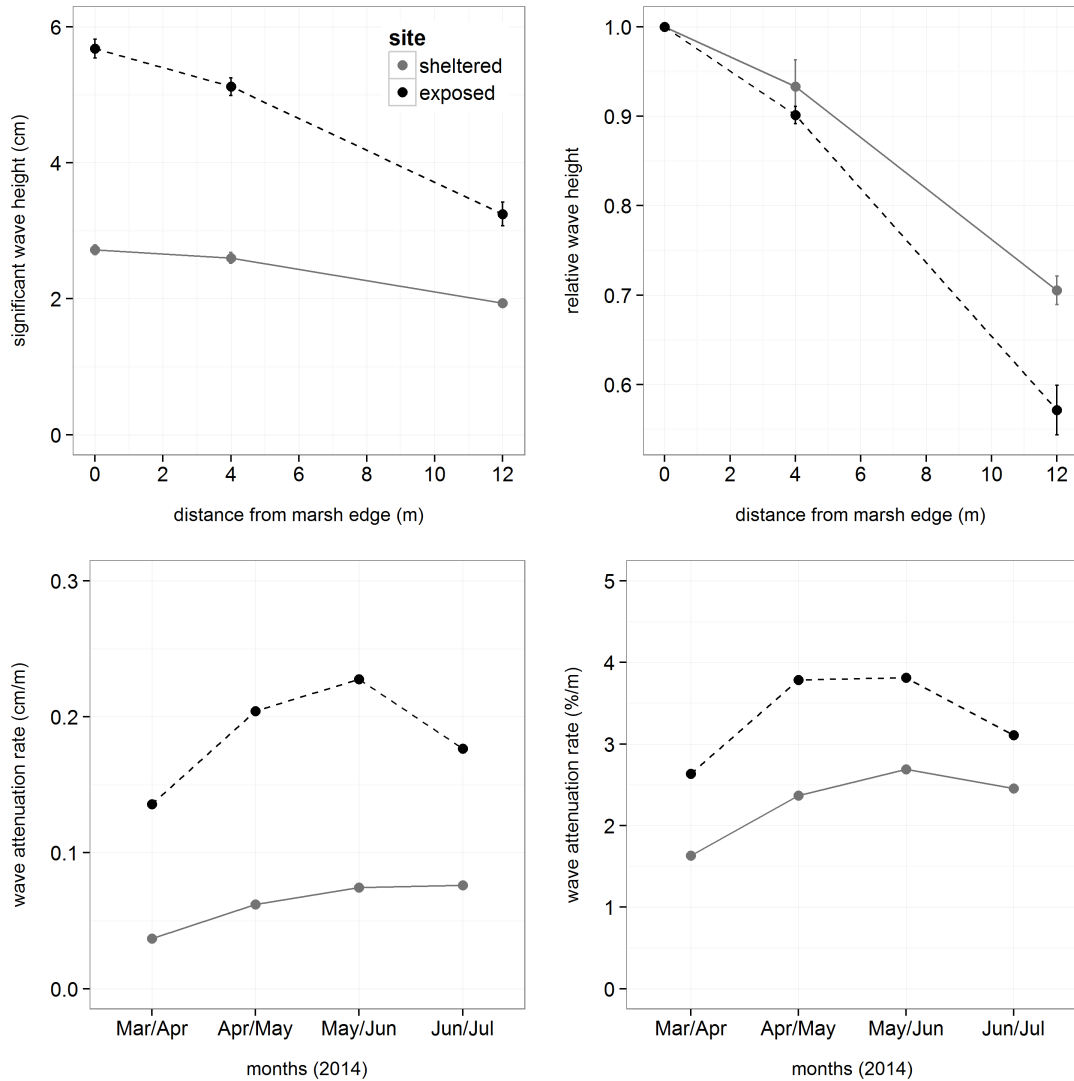 significant wave height (cm)
6
4
2
0
site
sheltered
exposed
0 2 4 6 8 10 12
distance from marsh edge (m)
relative wave height
1.0
0.9
0.8
0.7
0.6
0 2 4 6 8 10 12
distance from marsh edge (m)
wave attenuation rate (cm/m)
0.3
0.2
0.1
0.0
Mar/Apr Apr/May May/Jun Jun/Jul
months (2014)
wave attenuation rate (%/m)
5
4
3
2
1
0
Mar/Apr Apr/May May/Jun Jun/Jul
months (2014)